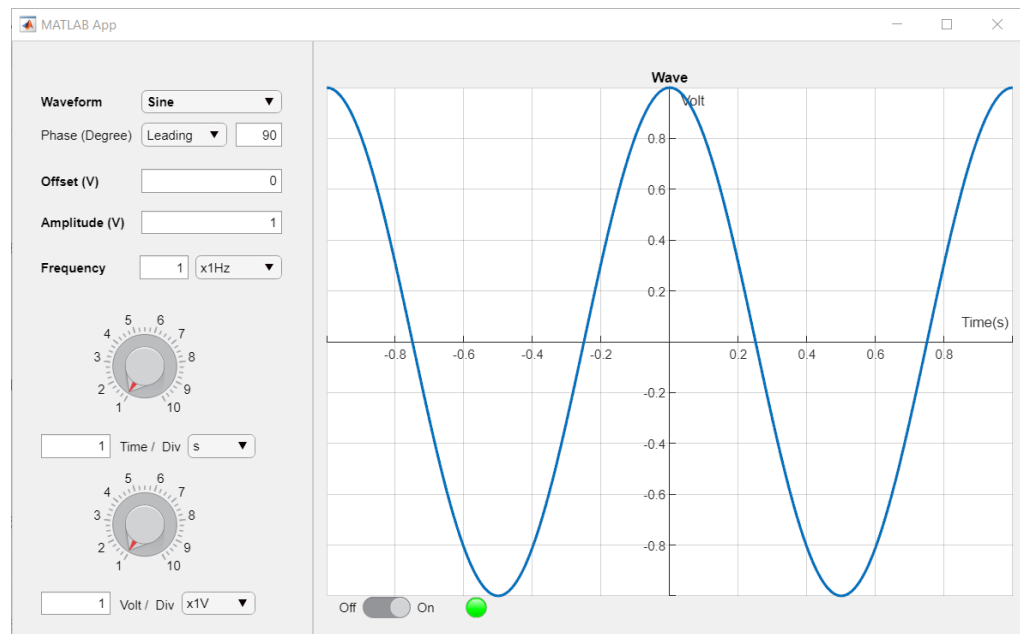 MATLAB App
Waveform Sine
Phase (Degree) Leading 90
Offset (V) 0
Amplitude (V) 1
Frequency 1 x1Hz
1 2 3 4 5 6 7 8 9 10
1 Time / Div s
1 2 3 4 5 6 7 8 9 10
1 Volt / Div x1V
Wave
Volt
0.8
0.6
0.4
0.2
Time(s)
-0.8 -0.6 -0.4 -0.2 0.2 0.4 0.6 0.8
-0.2
-0.4
-0.6
-0.8
Off On